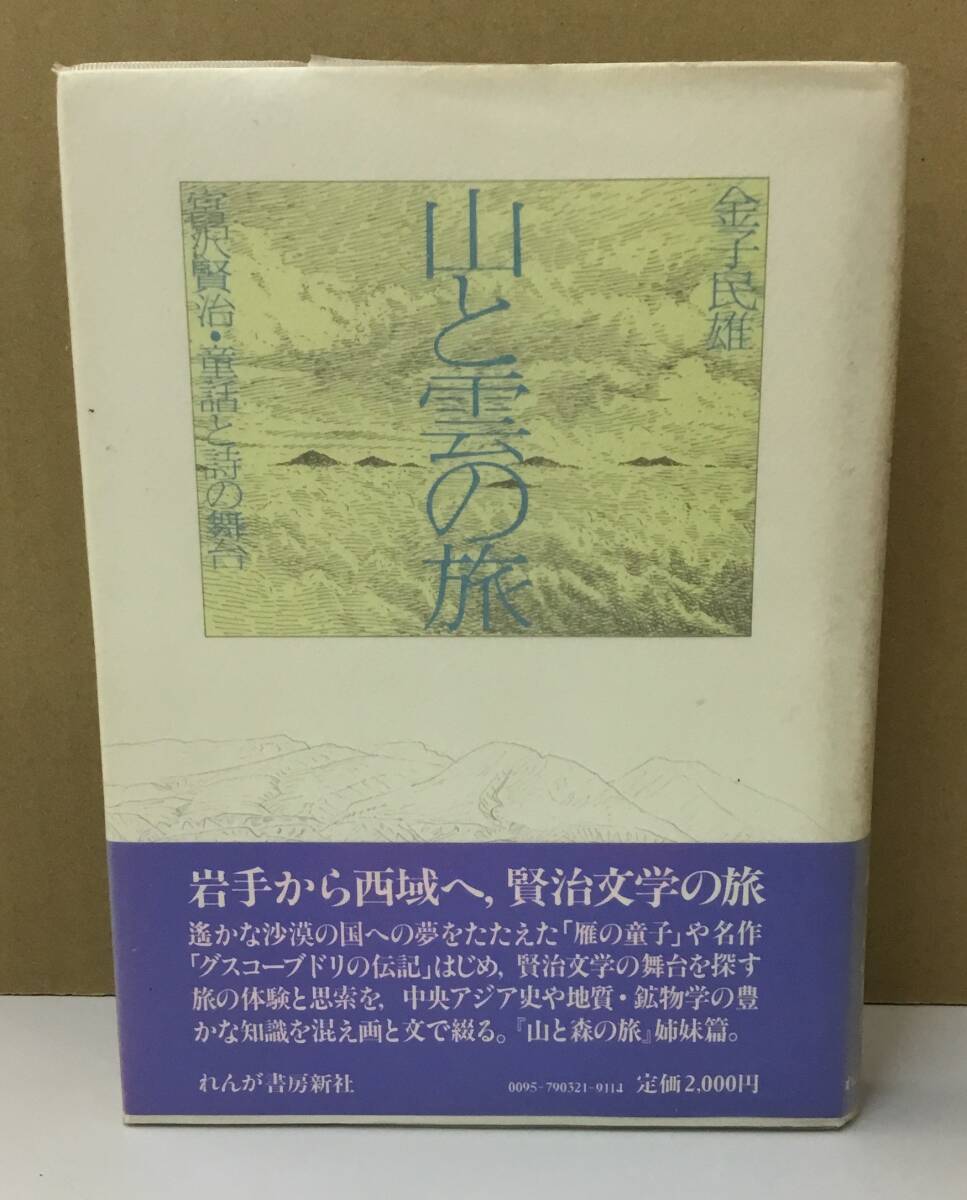 金子民雄
山と雲の旅
宮沢賢治・童話と詩の舞台
岩手から西域へ,賢治文学の旅
遙かな沙漠の国への夢をたたえた「雁の童子」や名作
「グスコーブドリの伝記」はじめ,賢治文学の舞台を探す
旅の体験と思索を,中央アジア史や地質・鉱物学の豊
かな知識を混え画と文で綴る。『山と森の旅』姉妹篇。
れんが書房新社
0095-790321-9114 定価2,000円